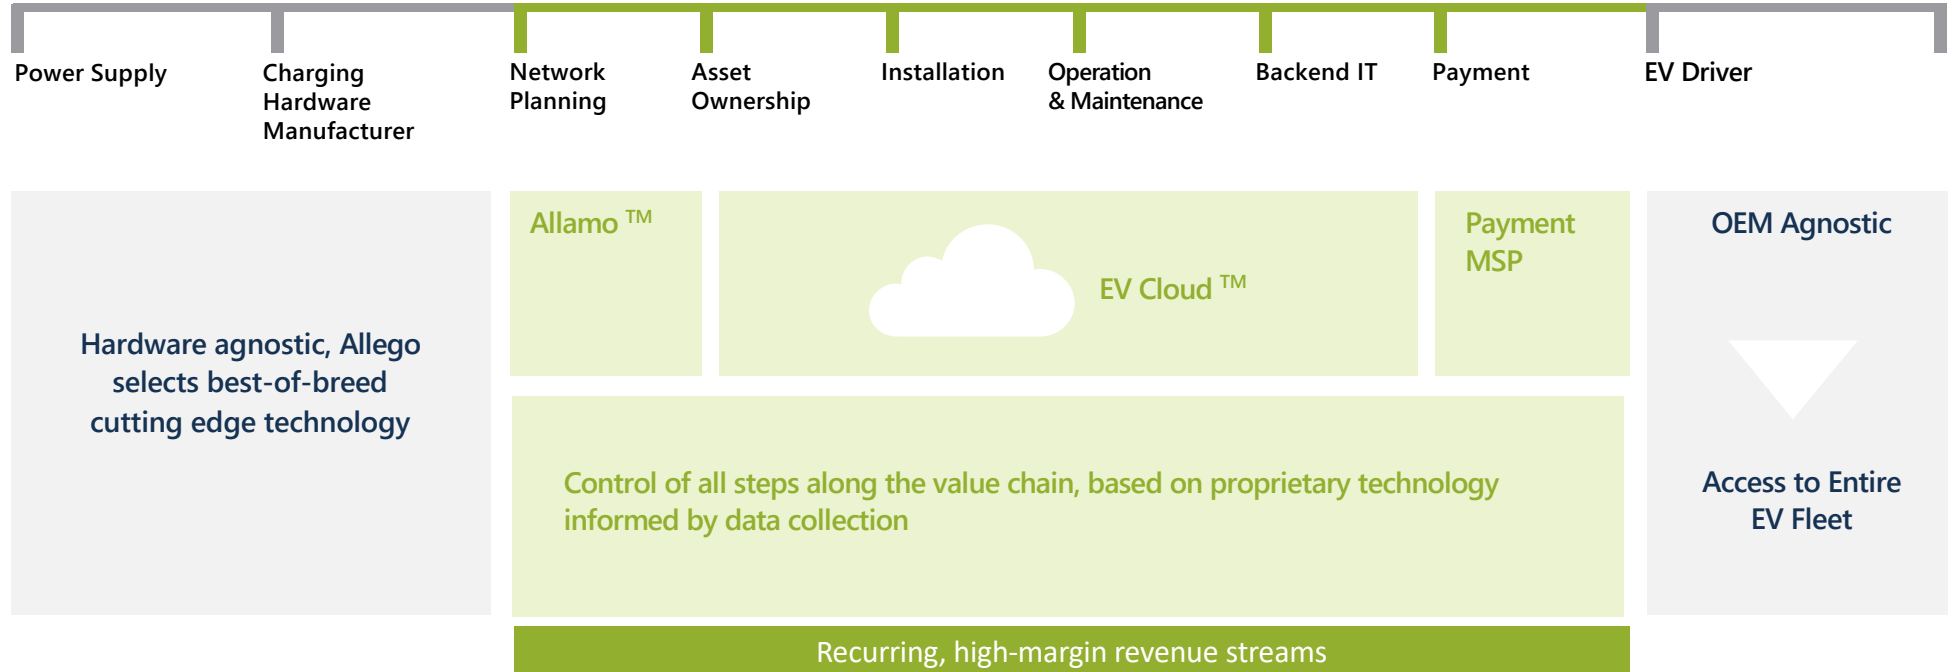 Power Supply
Charging
Hardware
Manufacturer
Network
Planning
Asset
Ownership
Installation
Operation
& Maintenance
Backend IT
Payment
EV Driver
Hardware agnostic, Allego
selects best-of-breed
cutting edge technology
Allamo TM
EV Cloud TM
Payment
MSP
OEM Agnostic
Control of all steps along the value chain, based on proprietary technology
informed by data collection
Access to Entire
EV Fleet
Recurring, high-margin revenue streams